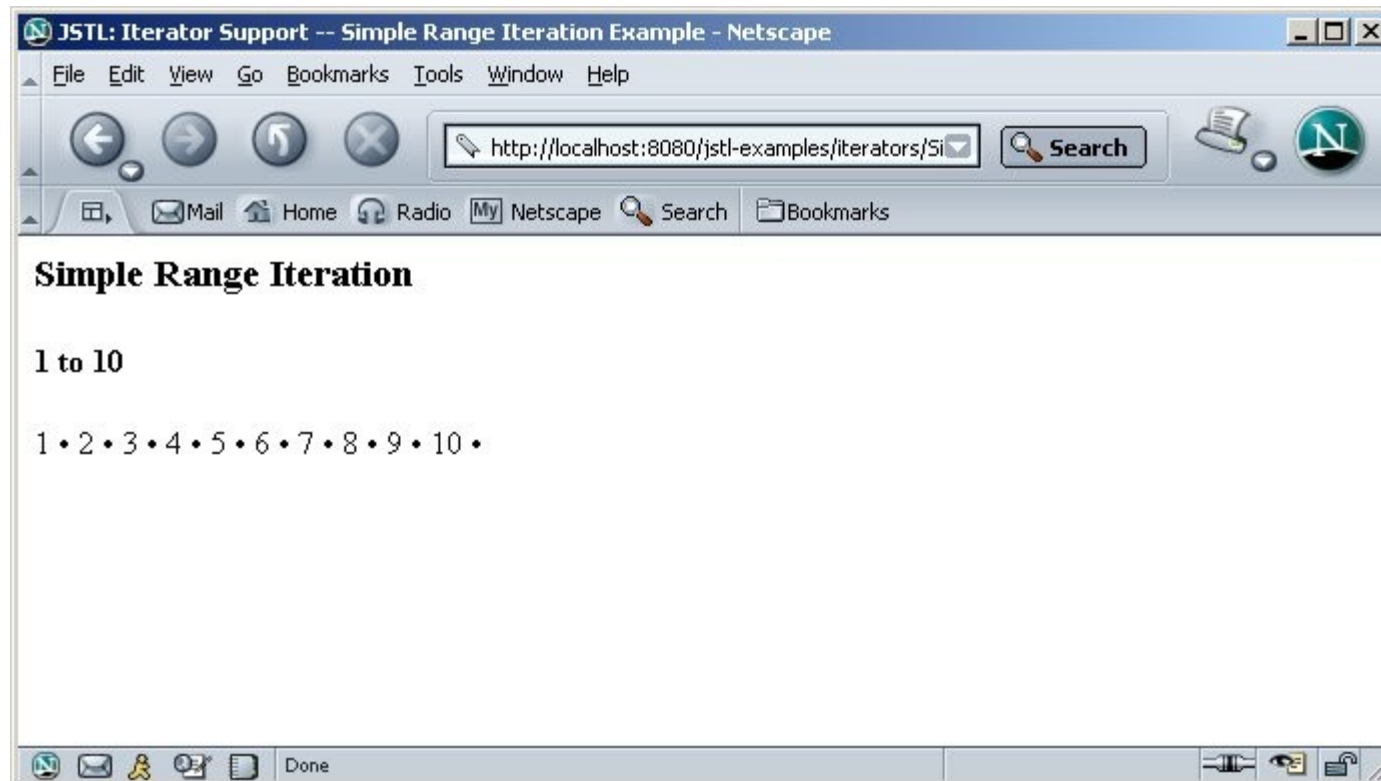 JSTL: Iterator Support -- Simple Range Iteration Example - Netscape
File Edit View Go Bookmarks Tools Window Help
http://localhost:8080/jstl-examples/iterators/Si Search N
Mail Home Radio My Netscape Search Bookmarks
Simple Range Iteration
1 to 10
1 • 2 • 3 • 4 • 5 • 6 • 7 • 8 • 9 • 10 •
Done